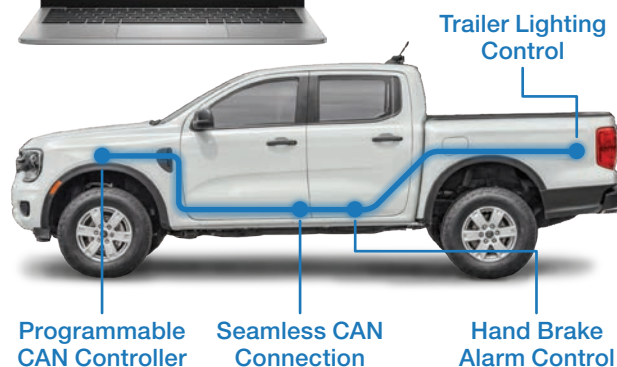 Trailer Lighting
Control
Programmable
CAN Controller
Seamless CAN
Connection
Hand Brake
Alarm Control